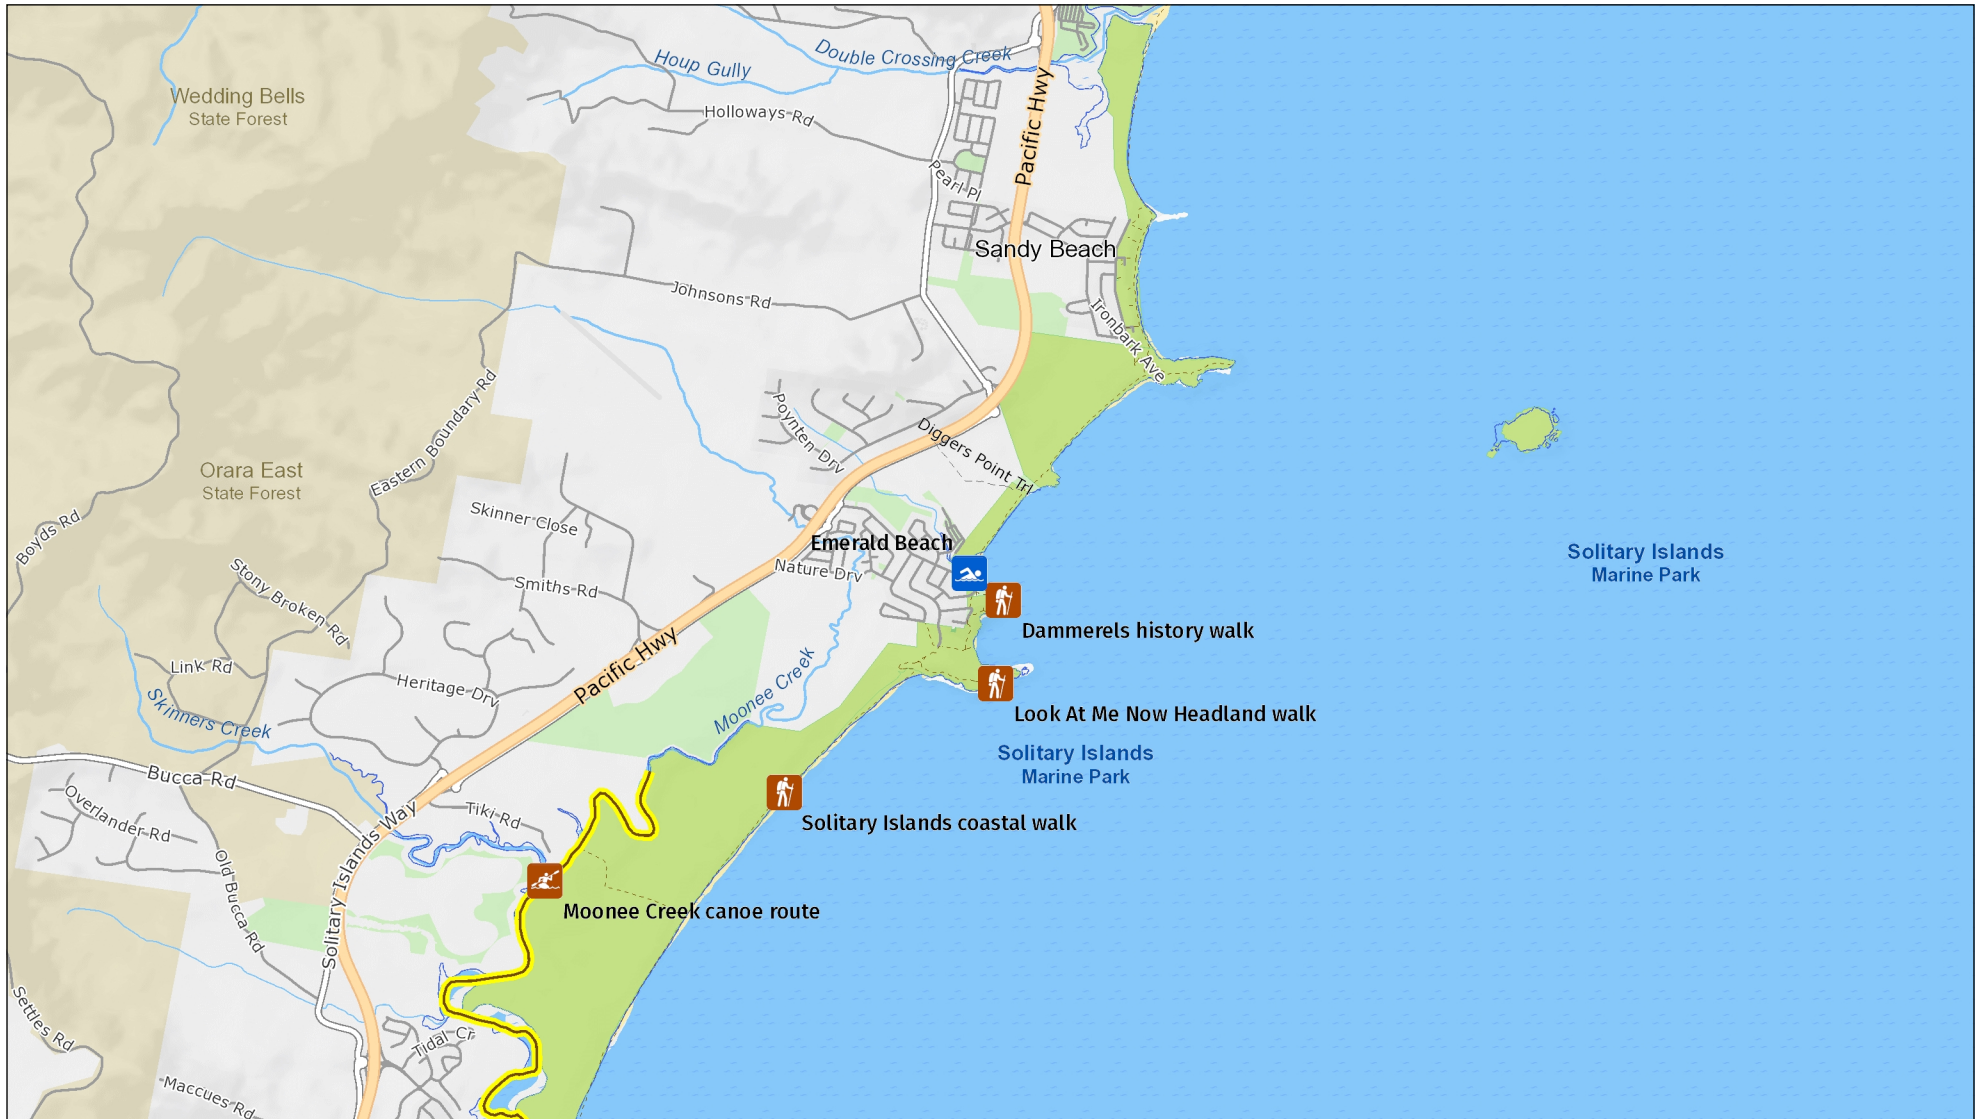 Houp Gully
Double Crossing Creek
Wedding Bells
State Forest
Holloways Rd
Pacific Hwy
Pearl Pl
Sandy Beach
Johnsons Rd
Ironbark Ave
Eastern Boundary Rd
Poynten Drv
Diggers Point Trl
Orara East
State Forest
Boyds Rd
Skinner Close
Emerald Beach
Nature Drv
Solitary Islands
Marine Park
Stony Broken Rd
Smiths Rd
Dammerels history walk
Link Rd
Heritage Drv
Pacific Hwy
Moonee Creek
Skinners Creek
Look At Me Now Headland walk
Solitary Islands
Marine Park
Bucca Rd
Overlander Rd
Tiki Rd
Solitary Islands coastal walk
Solitary Islands Way
Old Bucca Rd
Moonee Creek canoe route
Settles Rd
Tidal Cr
Maccues Rd